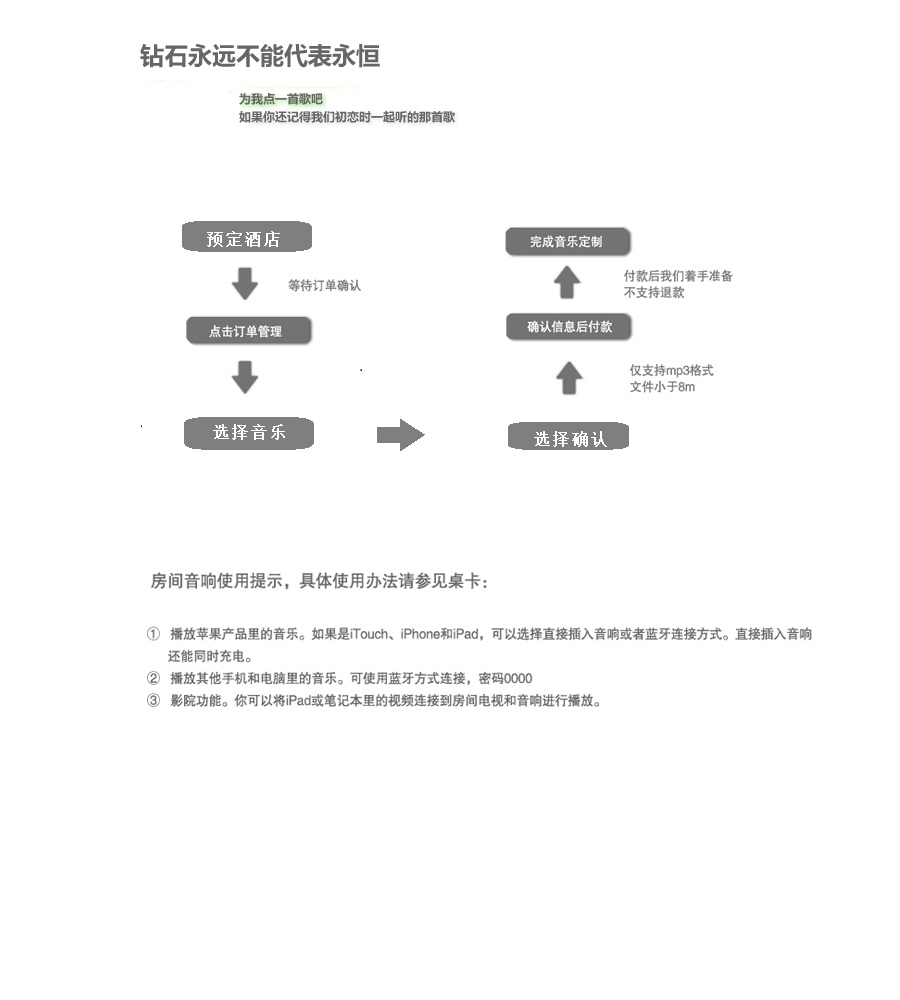 钻石永远不能代表永恒
为我点一首歌吧
如果你还记得我们初恋时一起听的那首歌
预定酒店
等待订单确认
点击订单管理
选择音乐
选择确认
仅支持mp3格式
文件小于8m
确认信息后付款
付款后我们着手准备
不支持退款
完成音乐定制
房间音响使用提示，具体使用办法请参见桌卡：
① 播放苹果产品里的音乐。如果是iTouch、iPhone和iPad，可以选择直接插入音响或者蓝牙连接方式。直接插入音响
还能同时充电。
② 播放其他手机和电脑里的音乐。可使用蓝牙方式连接，密码0000
③ 影院功能。你可以将iPad或笔记本里的视频连接到房间电视和音响进行播放。